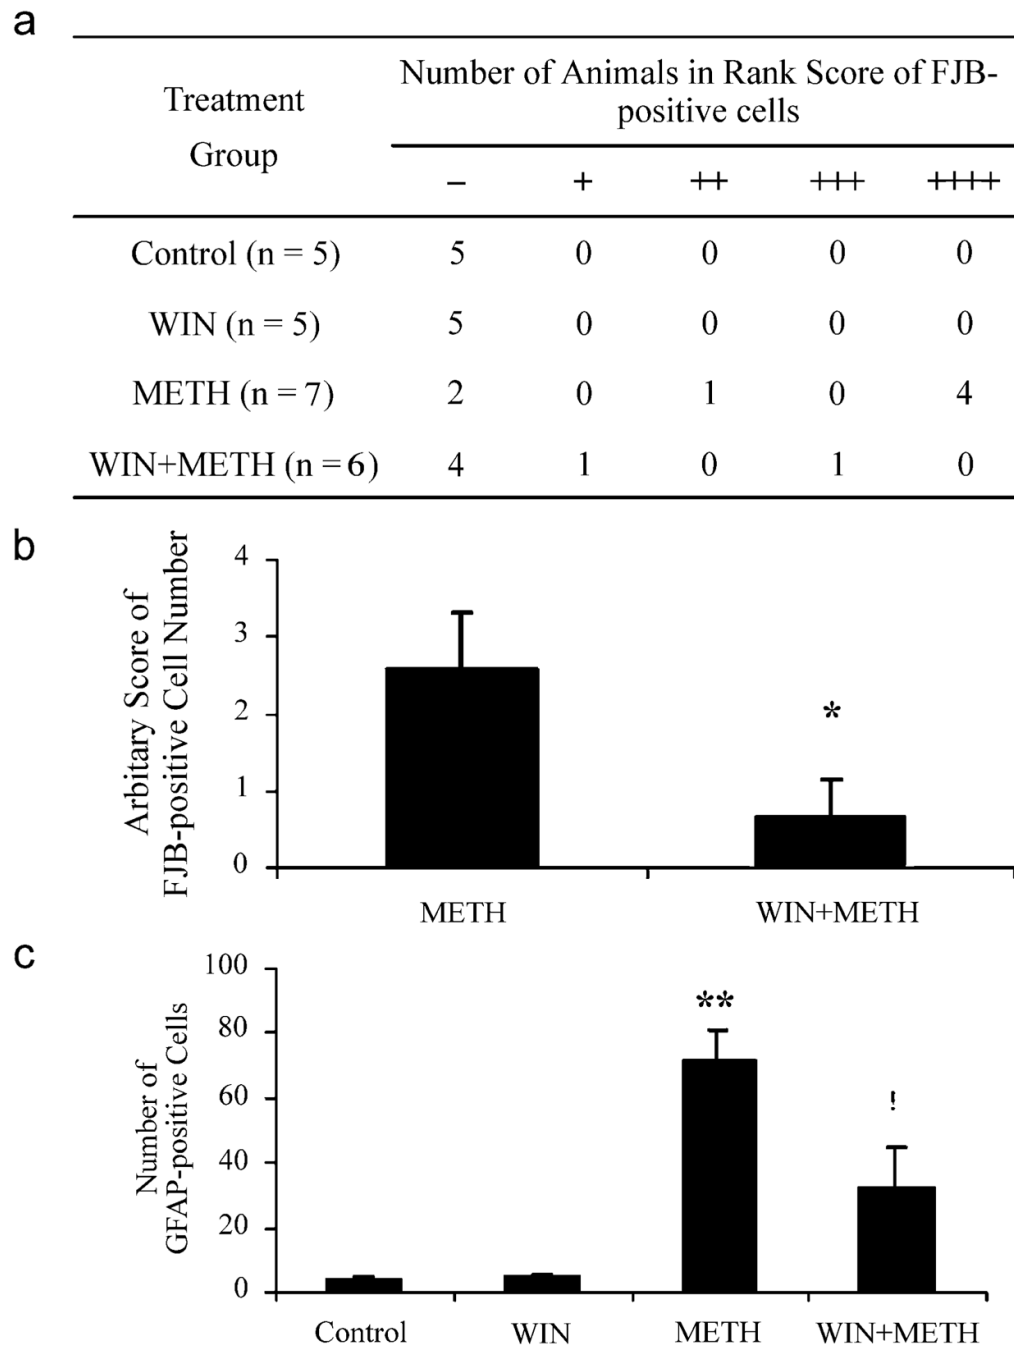 a
Treatment
Group
Number of Animals in Rank Score of FJB-
positive cells
– + ++ +++ ++++
Control (n = 5) 5 0 0 0 0
WIN (n = 5) 5 0 0 0 0
METH (n = 7) 2 0 1 0 4
WIN+METH (n = 6) 4 1 0 1 0
b
Arbitary Score of
FJB-positive Cell Number
4
3
2
1
0
*
METH WIN+METH
c
Number of
GFAP-positive Cells
100
80
60
40
20
0
**
!
Control WIN METH WIN+METH